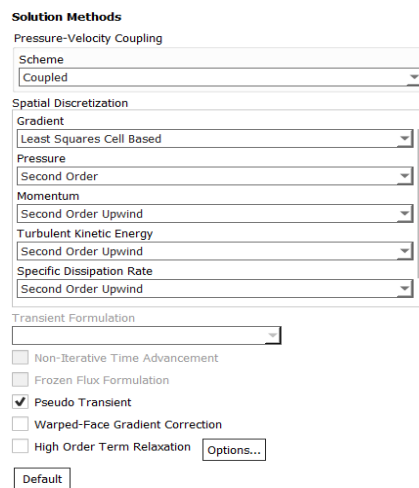 Solution Methods
Pressure-Velocity Coupling
Scheme
Coupled
Spatial Discretization
Gradient
Least Squares Cell Based
Pressure
Second Order
Momentum
Second Order Upwind
Turbulent Kinetic Energy
Second Order Upwind
Specific Dissipation Rate
Second Order Upwind
Transient Formulation
Non-Iterative Time Advancement
Frozen Flux Formulation
Pseudo Transient
Warped-Face Gradient Correction
High Order Term Relaxation Options...
Default